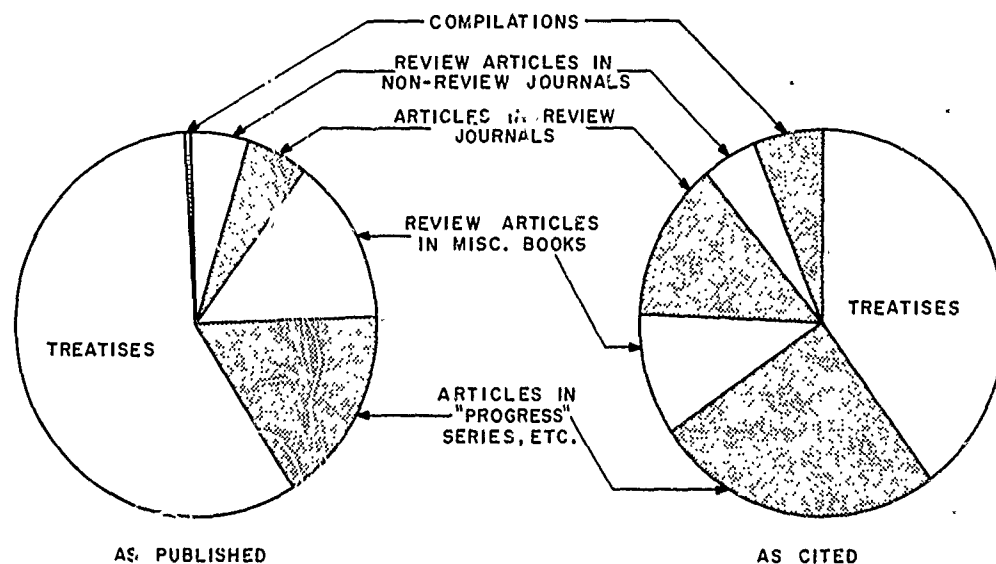 COMPILATIONS
REVIEW ARTICLES IN
NON-REVIEW JOURNALS
ARTICLES IN REVIEW
JOURNALS
REVIEW ARTICLES
IN MISC. BOOKS
TREATISES
TREATISES
ARTICLES IN
"PROGRESS"
SERIES, ETC.
AS PUBLISHED
AS CITED